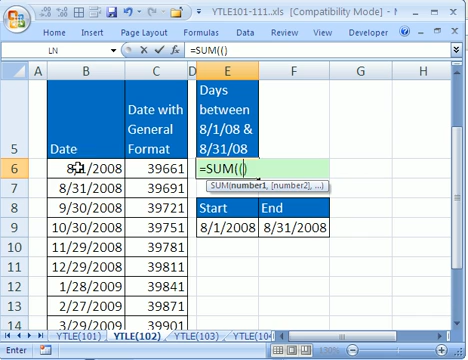 YTLE101-111..xls [Compatibility Mode]
Home Insert Page Layout Formulas Data Review View Developer
LN =SUM(()
A B C D E F G H
5 Date Date with General Format Days between 8/1/08 & 8/31/08
6 2008 39661 =SUM(()
SUM(number1, [number2], ...)
7 8/31/2008 39691
8 9/30/2008 39721 Start End
9 10/30/2008 39751 8/1/2008 8/31/2008
10 11/29/2008 39781
11 12/29/2008 39811
12 1/28/2009 39841
13 2/27/2009 39871
14 3/29/2009 39901
YTLE(101) YTLE(102) YTLE(103) YTLE(104
Enter 130%